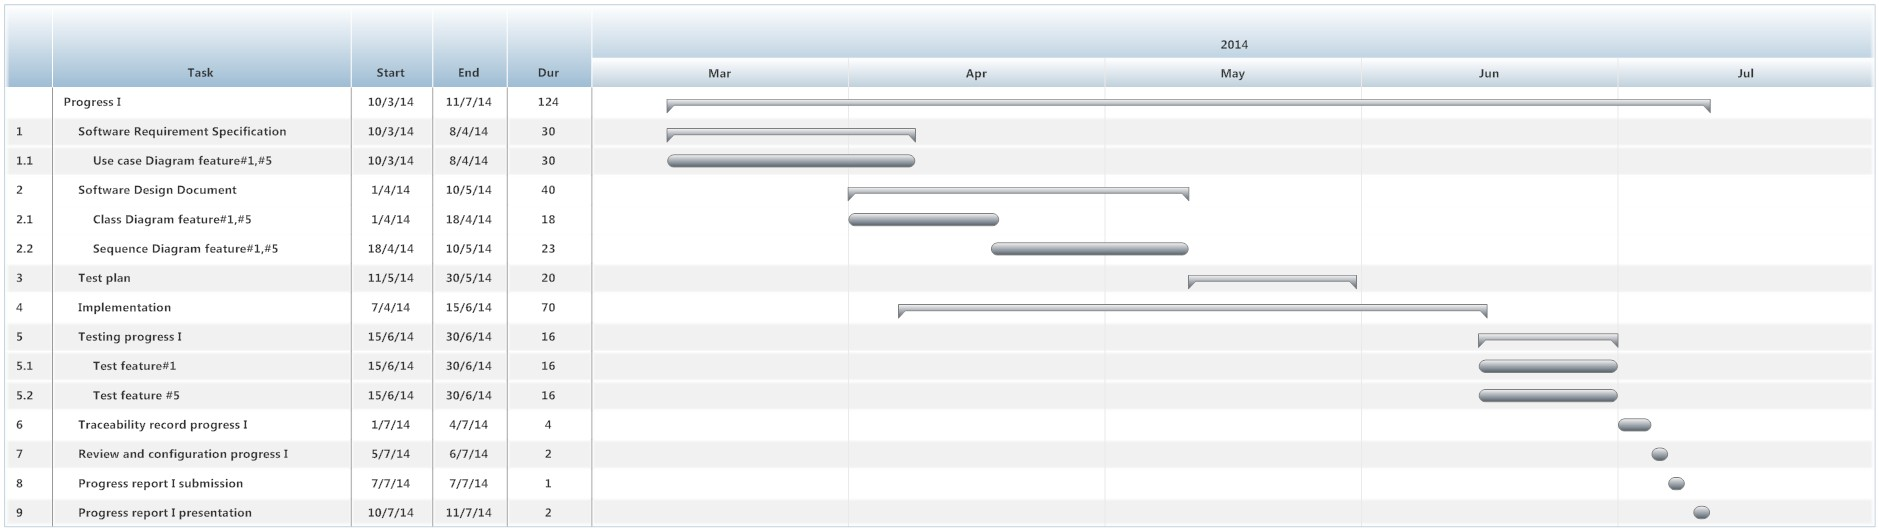 2014
Task Start End Dur Mar Apr May Jun Jul
Progress I 10/3/14 11/7/14 124
1 Software Requirement Specification 10/3/14 8/4/14 30
1.1 Use case Diagram feature#1,#5 10/3/14 8/4/14 30
2 Software Design Document 1/4/14 10/5/14 40
2.1 Class Diagram feature#1,#5 1/4/14 18/4/14 18
2.2 Sequence Diagram feature#1,#5 18/4/14 10/5/14 23
3 Test plan 11/5/14 30/5/14 20
4 Implementation 7/4/14 15/6/14 70
5 Testing progress I 15/6/14 30/6/14 16
5.1 Test feature#1 15/6/14 30/6/14 16
5.2 Test feature #5 15/6/14 30/6/14 16
6 Traceability record progress I 1/7/14 4/7/14 4
7 Review and configuration progress I 5/7/14 6/7/14 2
8 Progress report I submission 7/7/14 7/7/14 1
9 Progress report I presentation 10/7/14 11/7/14 2